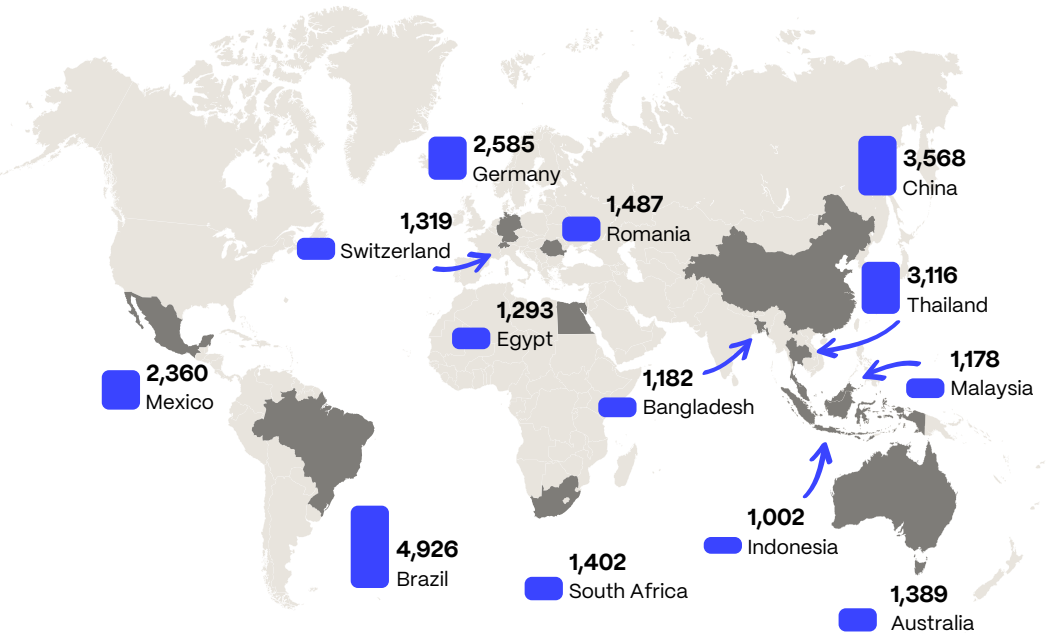 2,585
Germany
3,568
China
1,319
Switzerland
1,487
Romania
3,116
Thailand
1,293
Egypt
2,360
Mexico
1,182
Bangladesh
1,178
Malaysia
4,926
Brazil
1,402
South Africa
1,002
Indonesia
1,389
Australia